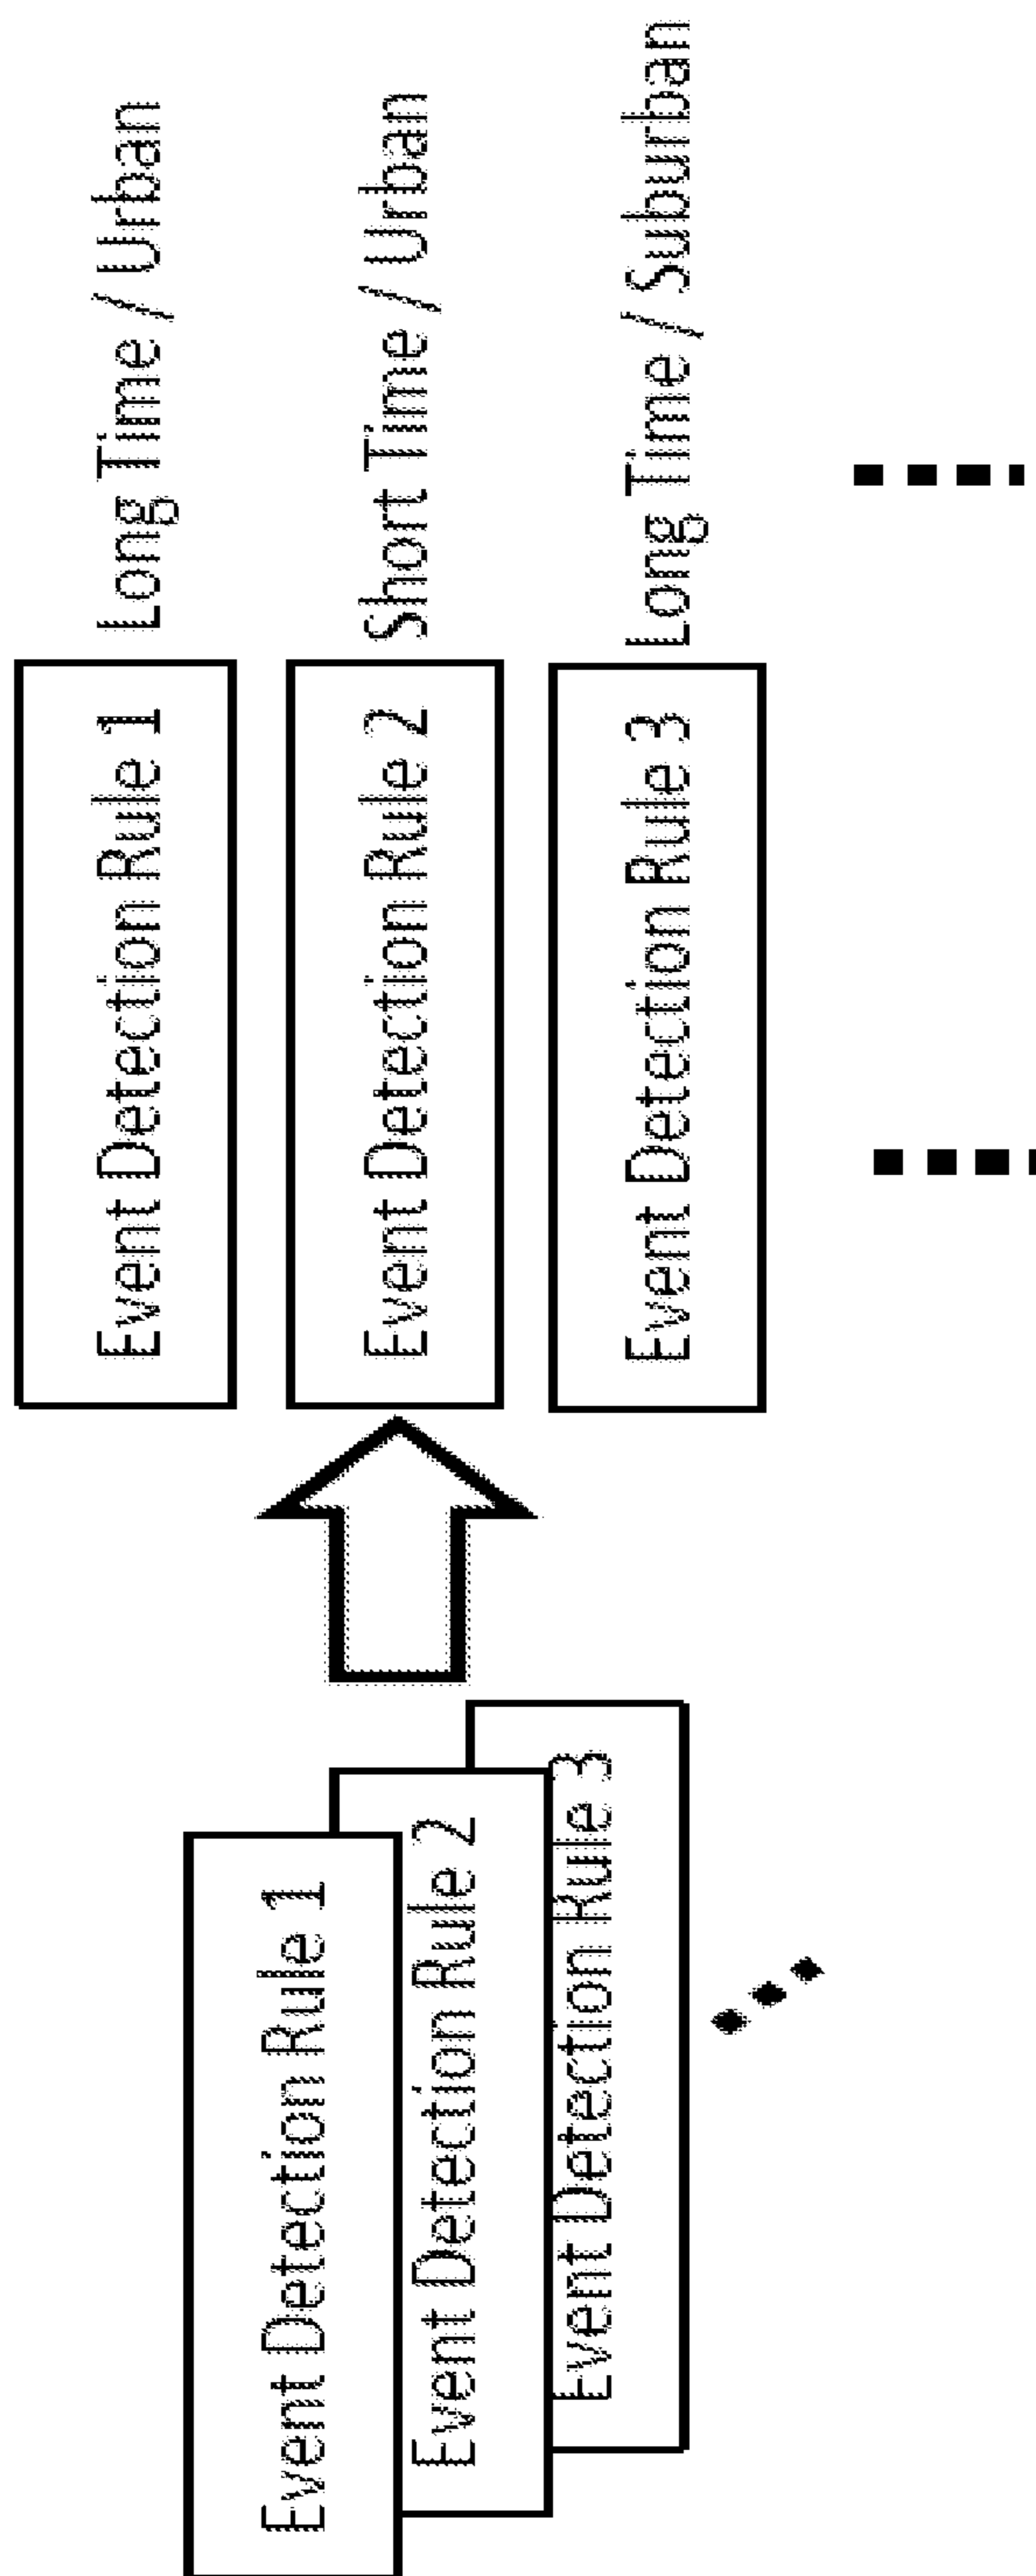 Event Detection Rule 1
Event Detection Rule 2
Event Detection Rule 3
Event Detection Rule 1
Long Time / Urban
Event Detection Rule 2
Short Time / Urban
Event Detection Rule 3
Long Time / Suburban